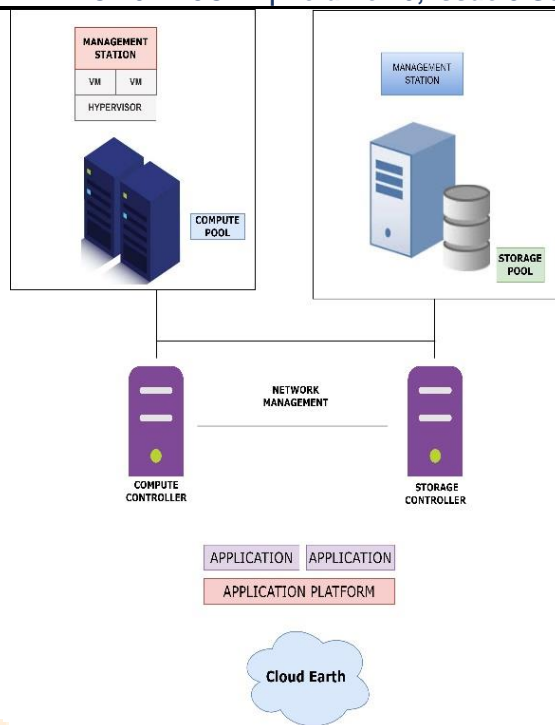 MANAGEMENT
STATION
VM VM
HYPERVISOR
COMPUTE
POOL
MANAGEMENT
STATION
STORAGE
POOL
NETWORK
MANAGEMENT
COMPUTE
CONTROLLER
STORAGE
CONTROLLER
APPLICATION APPLICATION
APPLICATION PLATFORM
Cloud Earth